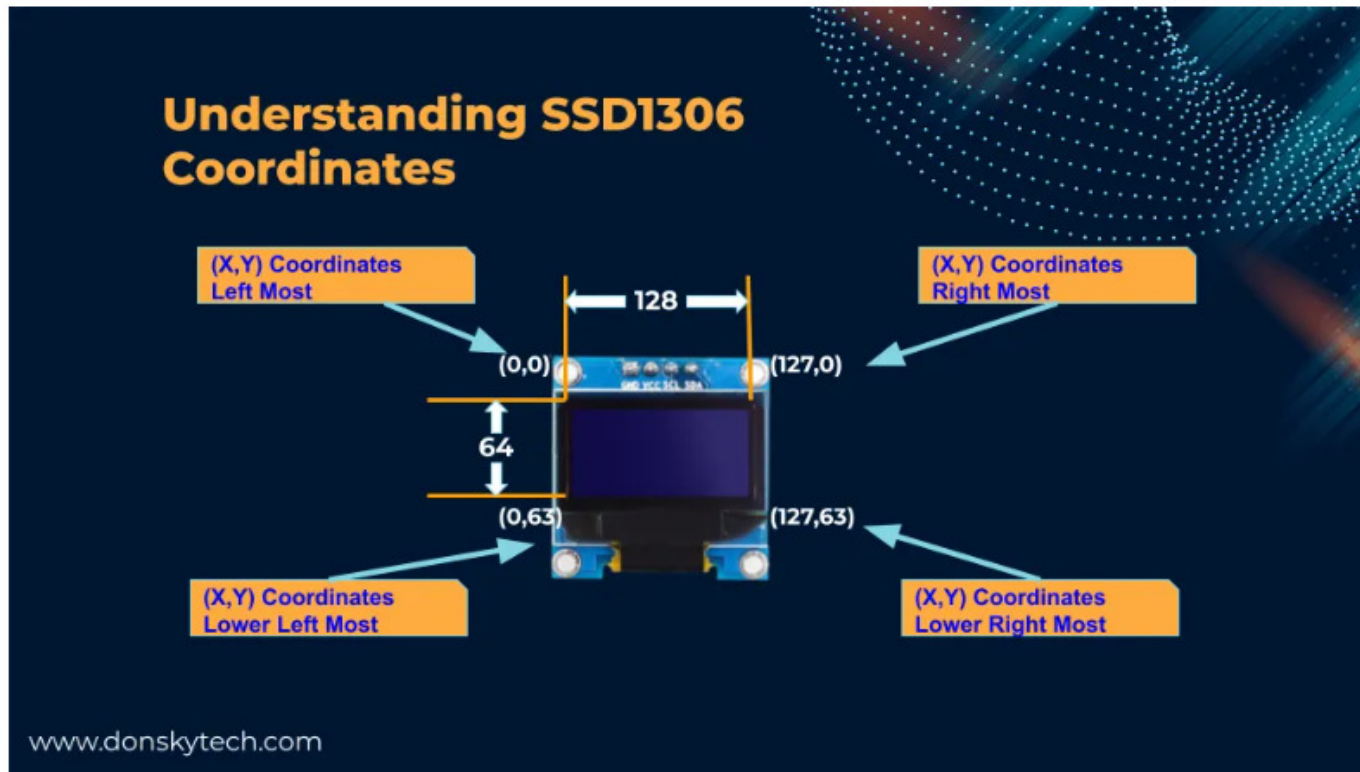 Understanding SSD1306
Coordinates
(X,Y) Coordinates
Left Most
(X,Y) Coordinates
Right Most
128
(0,0)
(127,0)
GND VCC SCL SDA
64
(0,63)
(127,63)
(X,Y) Coordinates
Lower Left Most
(X,Y) Coordinates
Lower Right Most
www.donskytech.com